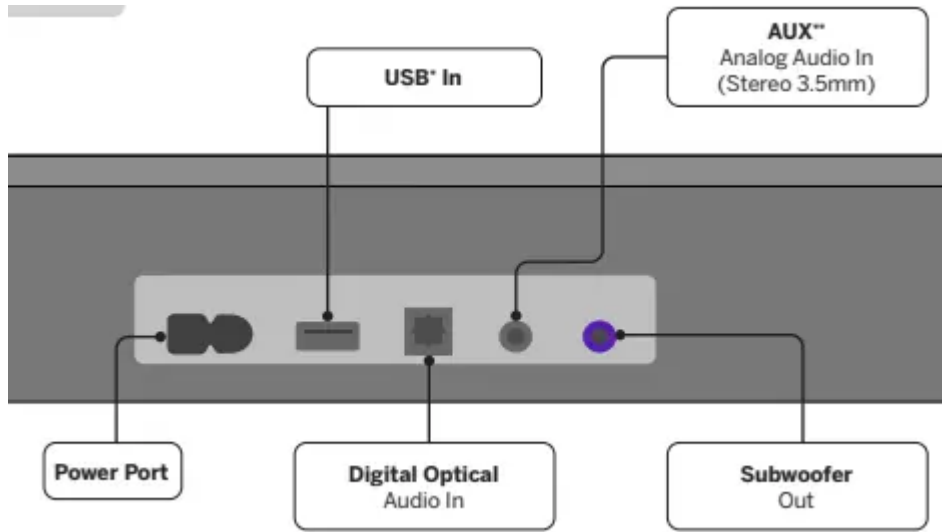 AUX**
Analog Audio In
(Stereo 3.5mm)
USB* In
Power Port
Digital Optical
Audio In
Subwoofer
Out